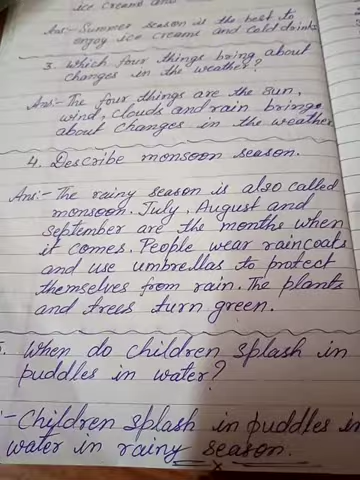 ice creams and
Ans:- Summer season is the best to
enjoy ice creams and cold drinks
3. Which four things bring about
changes in the weather?
Ans:- The four things are the sun,
wind, clouds and rain brings
about changes in the weather
4. Describe monsoon season.
Ans:- The rainy season is also called
monsoon. July, August and
September are the months when
it comes. People wear raincoats
and use umbrellas to protect
themselves from rain. The plants
and trees turn green.
5. When do children splash in
puddles in water?
:- Children splash in puddles in
water in rainy season.
x